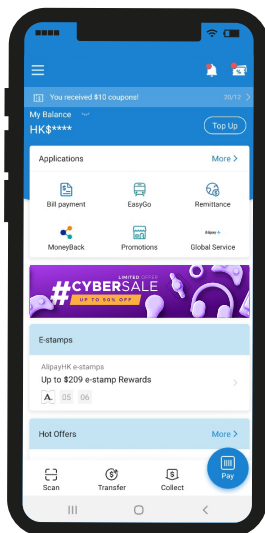 You received $10 coupons!
20/12
My Balance
HK$****
Top Up
Applications
More >
Bill payment
EasyGo
Remittance
MoneyBack
Promotions
Alipay
Global Service
LIMITED OFFER
#CYBERSALE
UP TO 50% OFF
E-stamps
AlipayHK e-stamps
Up to $209 e-stamp Rewards
A. 05 06
Hot Offers
More >
Scan
Transfer
Collect
Pay